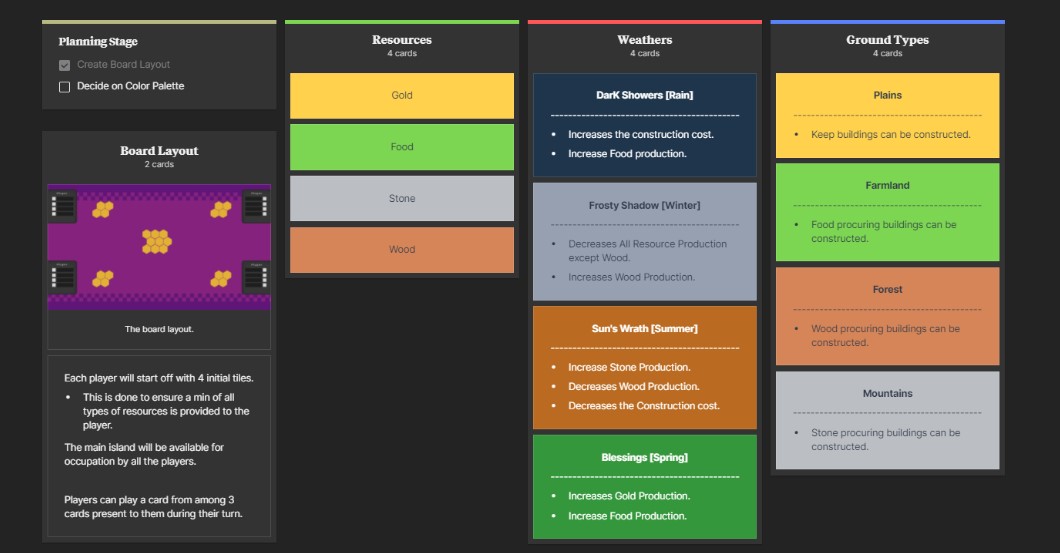 Planning Stage
Create Board Layout
Decide on Color Palette
Board Layout
2 cards
The board layout.
Each player will start off with 4 initial tiles.
• This is done to ensure a min of all
types of resources is provided to the
player.
The main island will be available for
occupation by all the players.
Players can play a card from among 3
cards present to them during their turn.
Resources
4 cards
Gold
Food
Stone
Wood
Weathers
4 cards
DarK Showers [Rain]
--------------------------------------------
• Increases the construction cost.
• Increase Food production.
Frosty Shadow [Winter]
--------------------------------------------
• Decreases All Resource Production
except Wood.
• Increases Wood Production.
Sun's Wrath [Summer]
--------------------------------------------
• Increase Stone Production.
• Decreases Wood Production.
• Decreases the Construction cost.
Blessings [Spring]
--------------------------------------------
• Increases Gold Production.
• Increase Food Production.
Ground Types
4 cards
Plains
--------------------------------------------
• Keep buildings can be constructed.
Farmland
--------------------------------------------
• Food procuring buildings can be
constructed.
Forest
--------------------------------------------
• Wood procuring buildings can be
constructed.
Mountains
--------------------------------------------
• Stone procuring buildings can be
constructed.